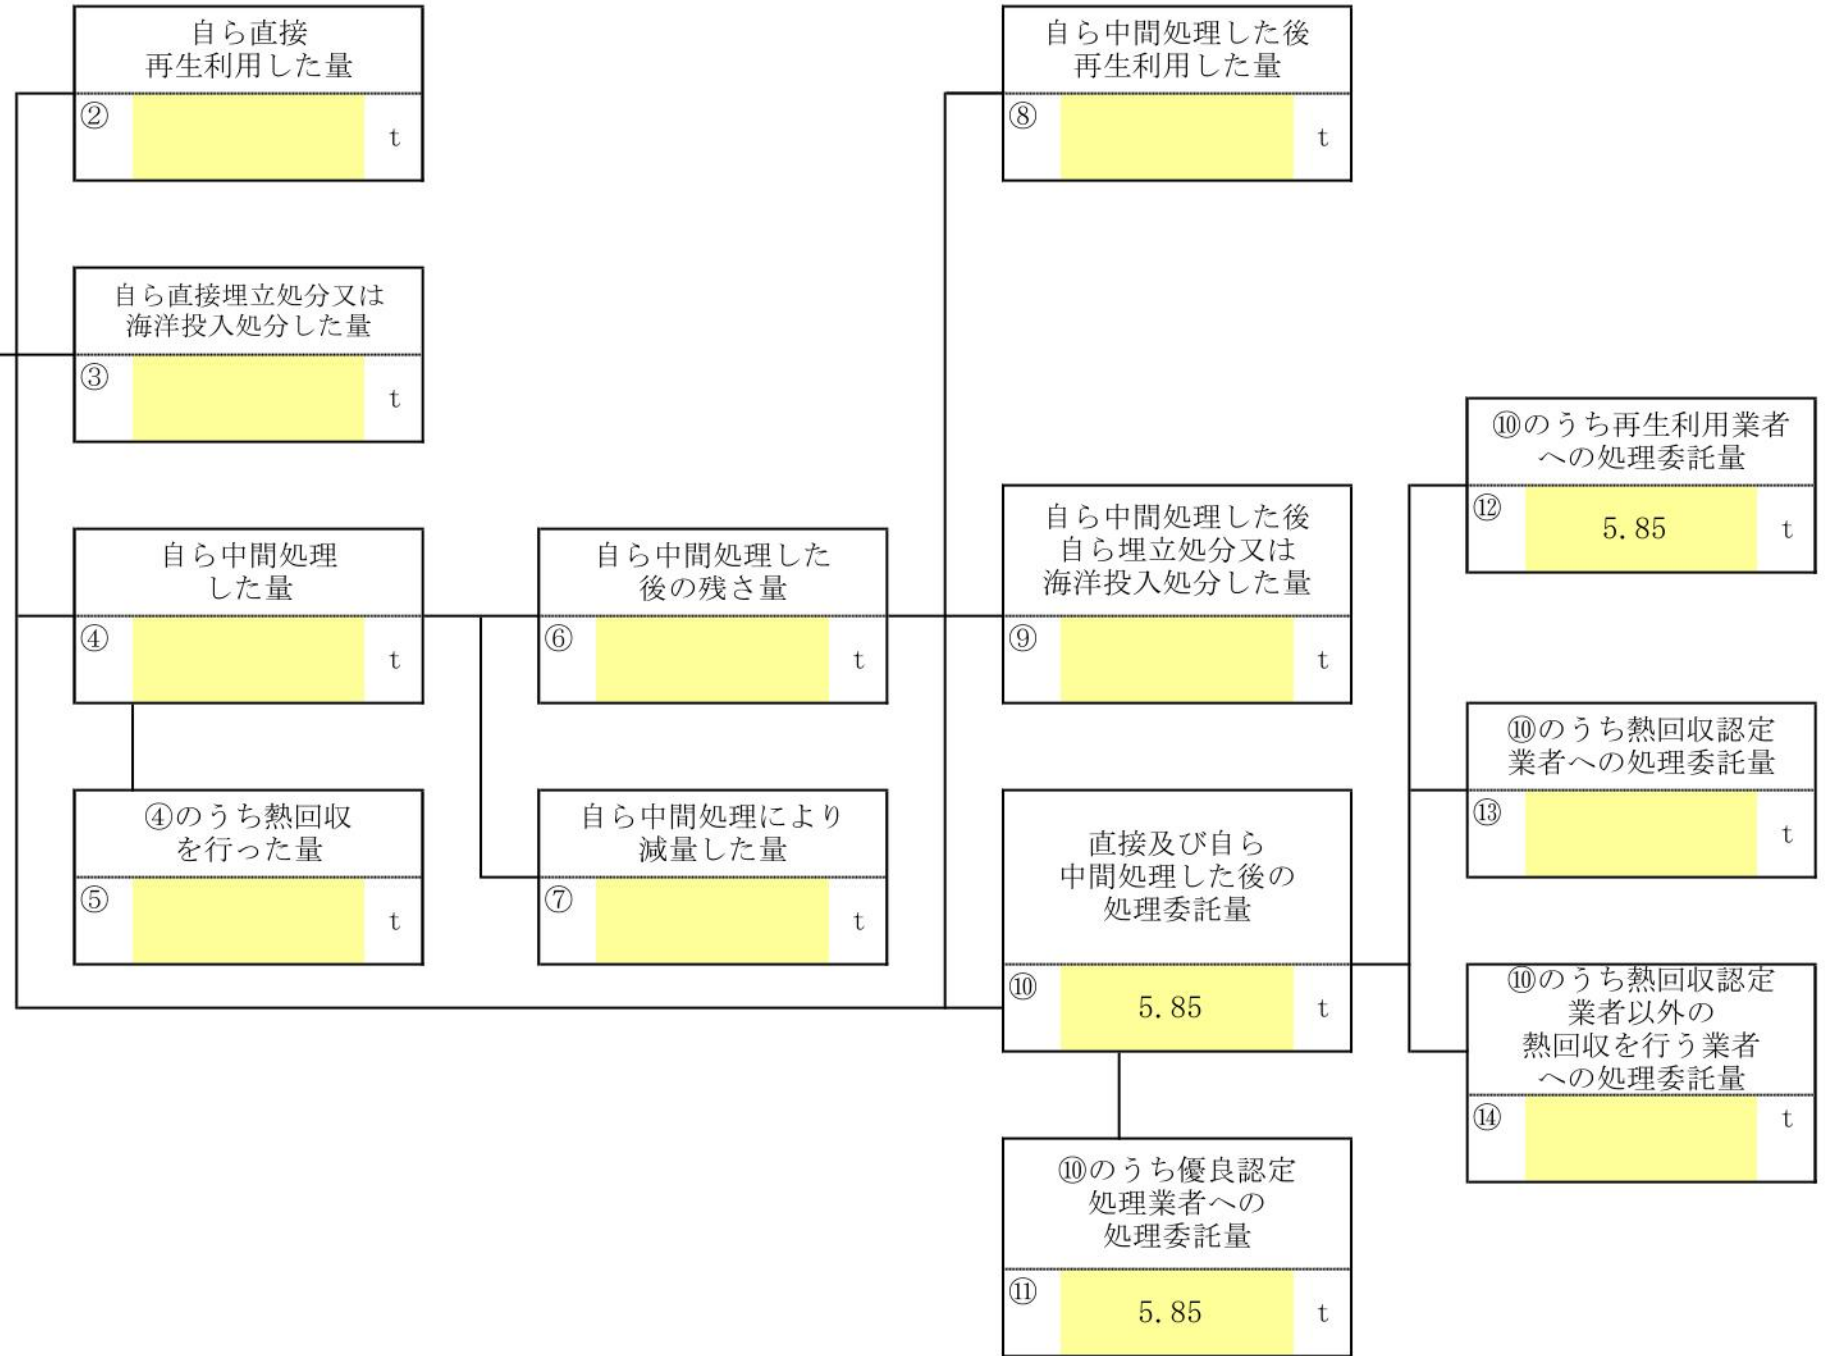 自ら直接
再生利用した量
②
t
自ら中間処理した後
再生利用した量
⑧
t
自ら直接埋立処分又は
海洋投入処分した量
③
t
⑩のうち再生利用業者
への処理委託量
⑫
5.85
t
自ら中間処理
した量
④
t
自ら中間処理した
後の残さ量
⑥
t
自ら中間処理した後
自ら埋立処分又は
海洋投入処分した量
⑨
t
⑩のうち熱回収認定
業者への処理委託量
⑬
t
④のうち熱回収
を行った量
⑤
t
自ら中間処理により
減量した量
⑦
t
直接及び自ら
中間処理した後の
処理委託量
⑩
5.85
t
⑩のうち熱回収認定
業者以外の
熱回収を行う業者
への処理委託量
⑭
t
⑩のうち優良認定
処理業者への
処理委託量
⑪
5.85
t